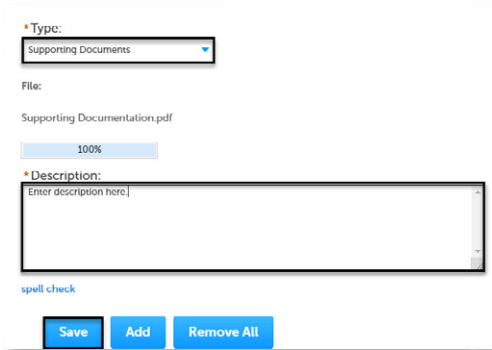 *Type:
Supporting Documents
File:
Supporting Documentation.pdf
100%
*Description:
Enter description here.
spell check
Save Add Remove All